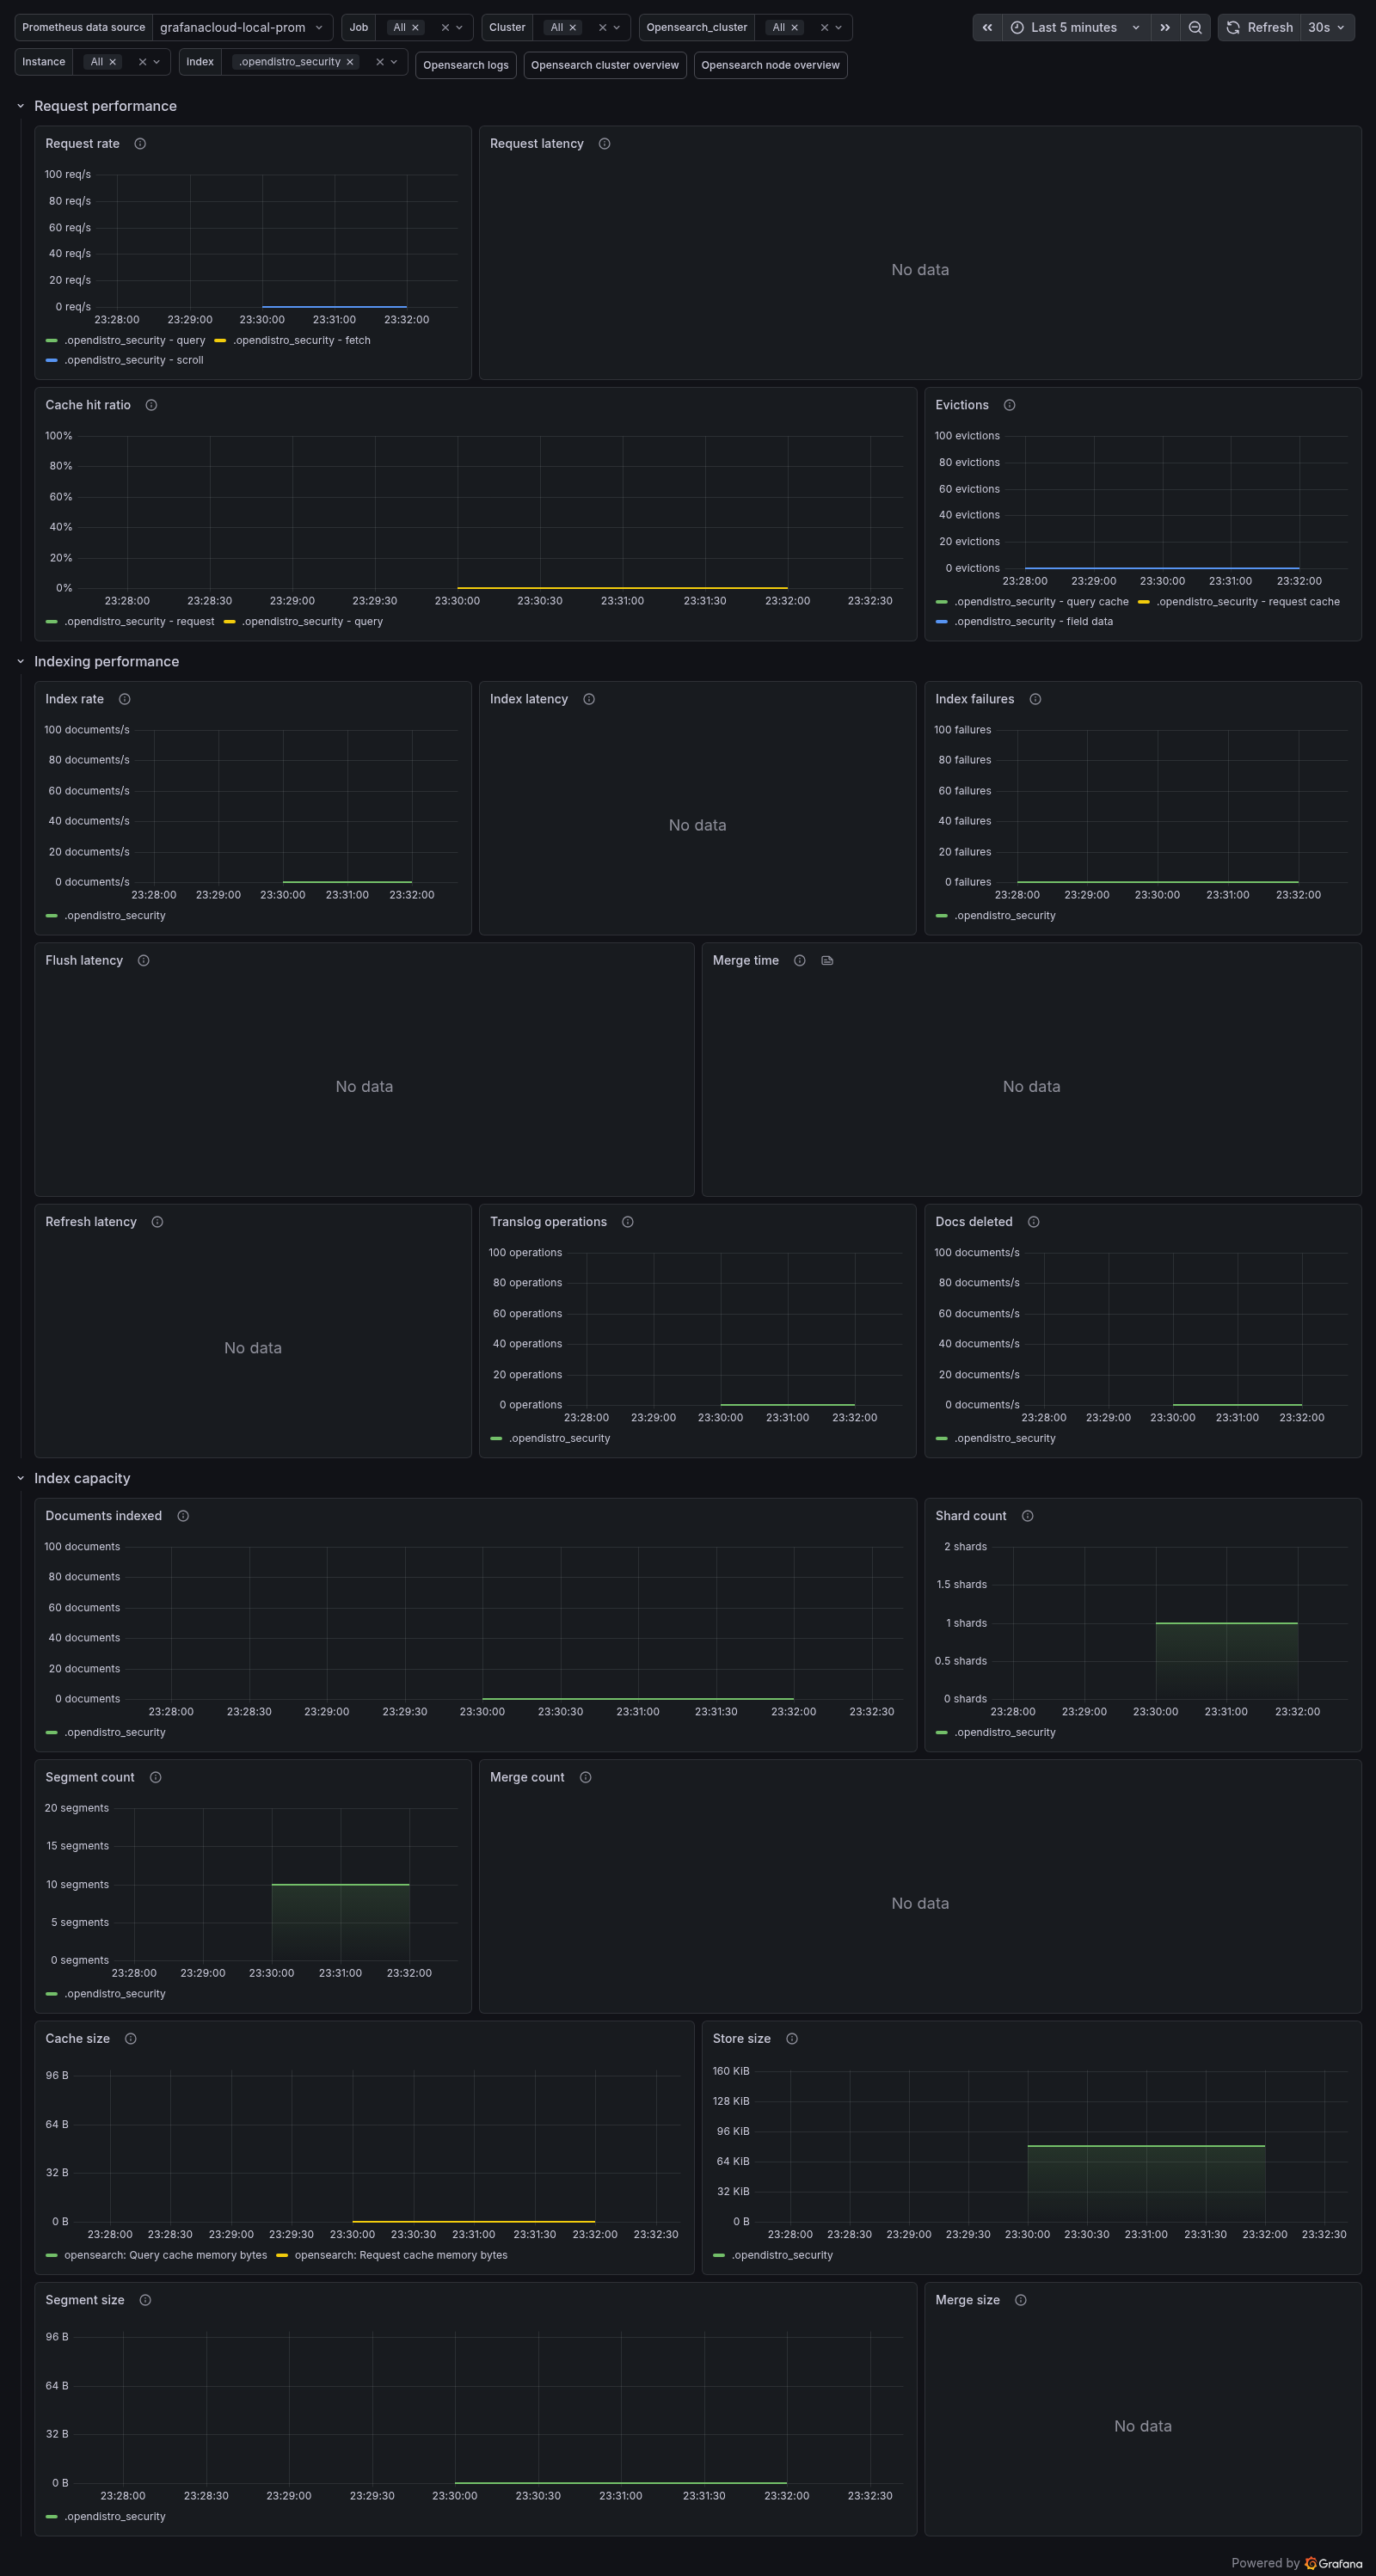 Prometheus data source grafanacloud-local-prom Job All Cluster All Opensearch_cluster All Last 5 minutes Refresh 30s
Instance All Index .opendistro_security Opensearch logs Opensearch cluster overview Opensearch node overview
Request performance
Request rate
100 req/s
80 req/s
60 req/s
40 req/s
20 req/s
0 req/s
23:28:00 23:29:00 23:30:00 23:31:00 23:32:00
.opendistro_security - query .opendistro_security - fetch
.opendistro_security - scroll
Request latency
No data
Cache hit ratio
100%
80%
60%
40%
20%
0%
23:28:00 23:28:30 23:29:00 23:29:30 23:30:00 23:30:30 23:31:00 23:31:30 23:32:00 23:32:30
.opendistro_security - request .opendistro_security - query
Evictions
100 evictions
80 evictions
60 evictions
40 evictions
20 evictions
0 evictions
23:28:00 23:29:00 23:30:00 23:31:00 23:32:00
.opendistro_security - query cache .opendistro_security - request cache
.opendistro_security - field data
Indexing performance
Index rate
100 documents/s
80 documents/s
60 documents/s
40 documents/s
20 documents/s
0 documents/s
23:28:00 23:29:00 23:30:00 23:31:00 23:32:00
.opendistro_security
Index latency
No data
Index failures
100 failures
80 failures
60 failures
40 failures
20 failures
0 failures
23:28:00 23:29:00 23:30:00 23:31:00 23:32:00
.opendistro_security
Flush latency
No data
Merge time
No data
Refresh latency
No data
Translog operations
100 operations
80 operations
60 operations
40 operations
20 operations
0 operations
23:28:00 23:29:00 23:30:00 23:31:00 23:32:00
.opendistro_security
Docs deleted
100 documents/s
80 documents/s
60 documents/s
40 documents/s
20 documents/s
0 documents/s
23:28:00 23:29:00 23:30:00 23:31:00 23:32:00
.opendistro_security
Index capacity
Documents indexed
100 documents
80 documents
60 documents
40 documents
20 documents
0 documents
23:28:00 23:28:30 23:29:00 23:29:30 23:30:00 23:30:30 23:31:00 23:31:30 23:32:00 23:32:30
.opendistro_security
Shard count
2 shards
1.5 shards
1 shards
0.5 shards
0 shards
23:28:00 23:29:00 23:30:00 23:31:00 23:32:00
.opendistro_security
Segment count
20 segments
15 segments
10 segments
5 segments
0 segments
23:28:00 23:29:00 23:30:00 23:31:00 23:32:00
.opendistro_security
Merge count
No data
Cache size
96 B
64 B
32 B
0 B
23:28:00 23:28:30 23:29:00 23:29:30 23:30:00 23:30:30 23:31:00 23:31:30 23:32:00 23:32:30
opensearch: Query cache memory bytes opensearch: Request cache memory bytes
Store size
160 KiB
128 KiB
96 KiB
64 KiB
32 KiB
0 B
23:28:00 23:28:30 23:29:00 23:29:30 23:30:00 23:30:30 23:31:00 23:31:30 23:32:00 23:32:30
.opendistro_security
Segment size
96 B
64 B
32 B
0 B
23:28:00 23:28:30 23:29:00 23:29:30 23:30:00 23:30:30 23:31:00 23:31:30 23:32:00 23:32:30
.opendistro_security
Merge size
No data
Powered by Grafana